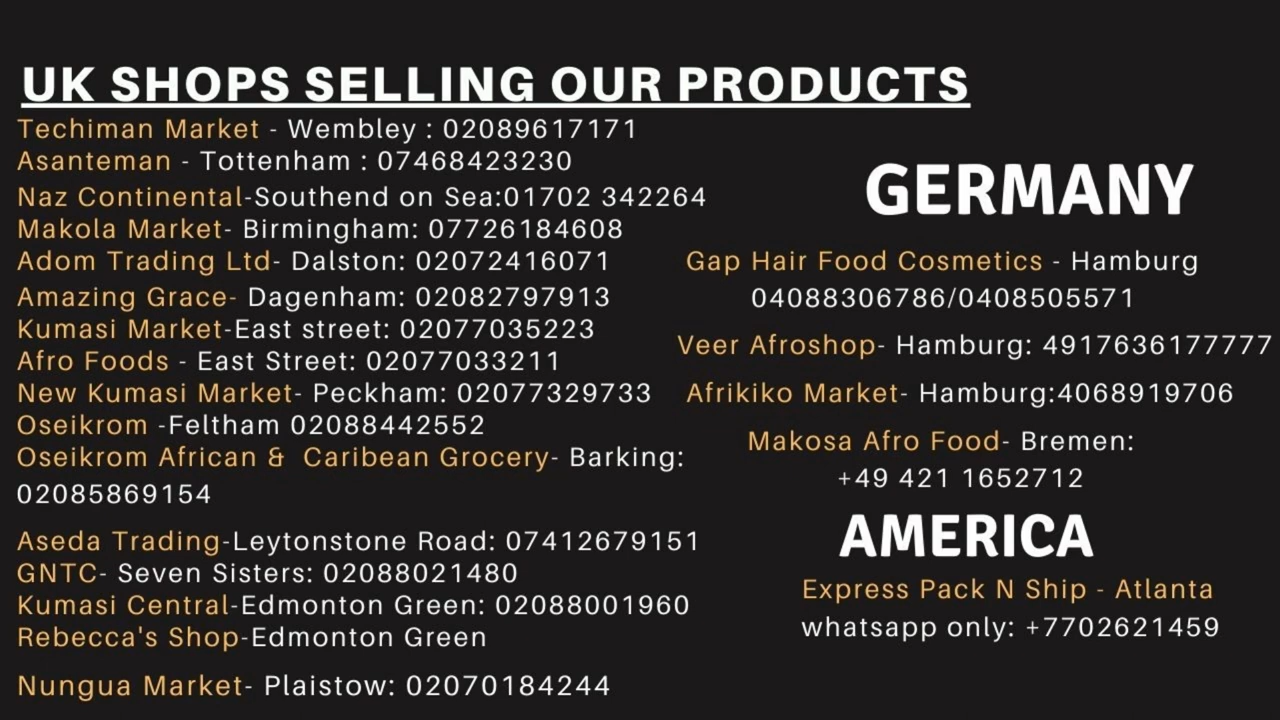 UK SHOPS SELLING OUR PRODUCTS
Techiman Market - Wembley : 02089617171
Asanteman - Tottenham : 07468423230
Naz Continental-Southend on Sea:01702 342264
Makola Market- Birmingham: 07726184608
Adom Trading Ltd- Dalston: 02072416071
Amazing Grace- Dagenham: 02082797913
Kumasi Market-East street: 02077035223
Afro Foods - East Street: 02077033211
New Kumasi Market- Peckham: 02077329733
Oseikrom -Feltham 02088442552
Oseikrom African & Caribean Grocery- Barking:
02085869154
Aseda Trading-Leytonstone Road: 07412679151
GNTC- Seven Sisters: 02088021480
Kumasi Central-Edmonton Green: 02088001960
Rebecca's Shop-Edmonton Green
Nungua Market- Plaistow: 02070184244
GERMANY
Gap Hair Food Cosmetics - Hamburg
04088306786/0408505571
Veer Afroshop- Hamburg: 4917636177777
Afrikiko Market- Hamburg:4068919706
Makosa Afro Food- Bremen:
+49 421 1652712
AMERICA
Express Pack N Ship - Atlanta
whatsapp only: +7702621459